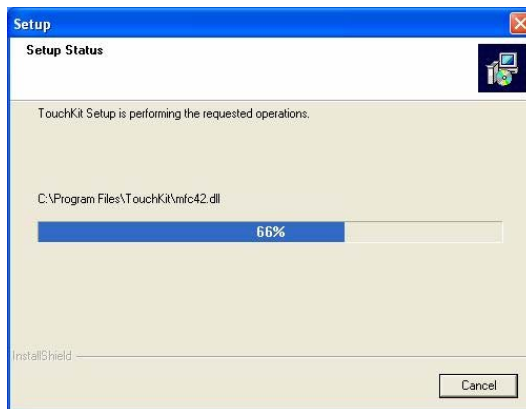 Setup
Setup Status
TouchKit Setup is performing the requested operations.
C:\Program Files\TouchKit\mfc42.dll
66%
InstallShield
Cancel